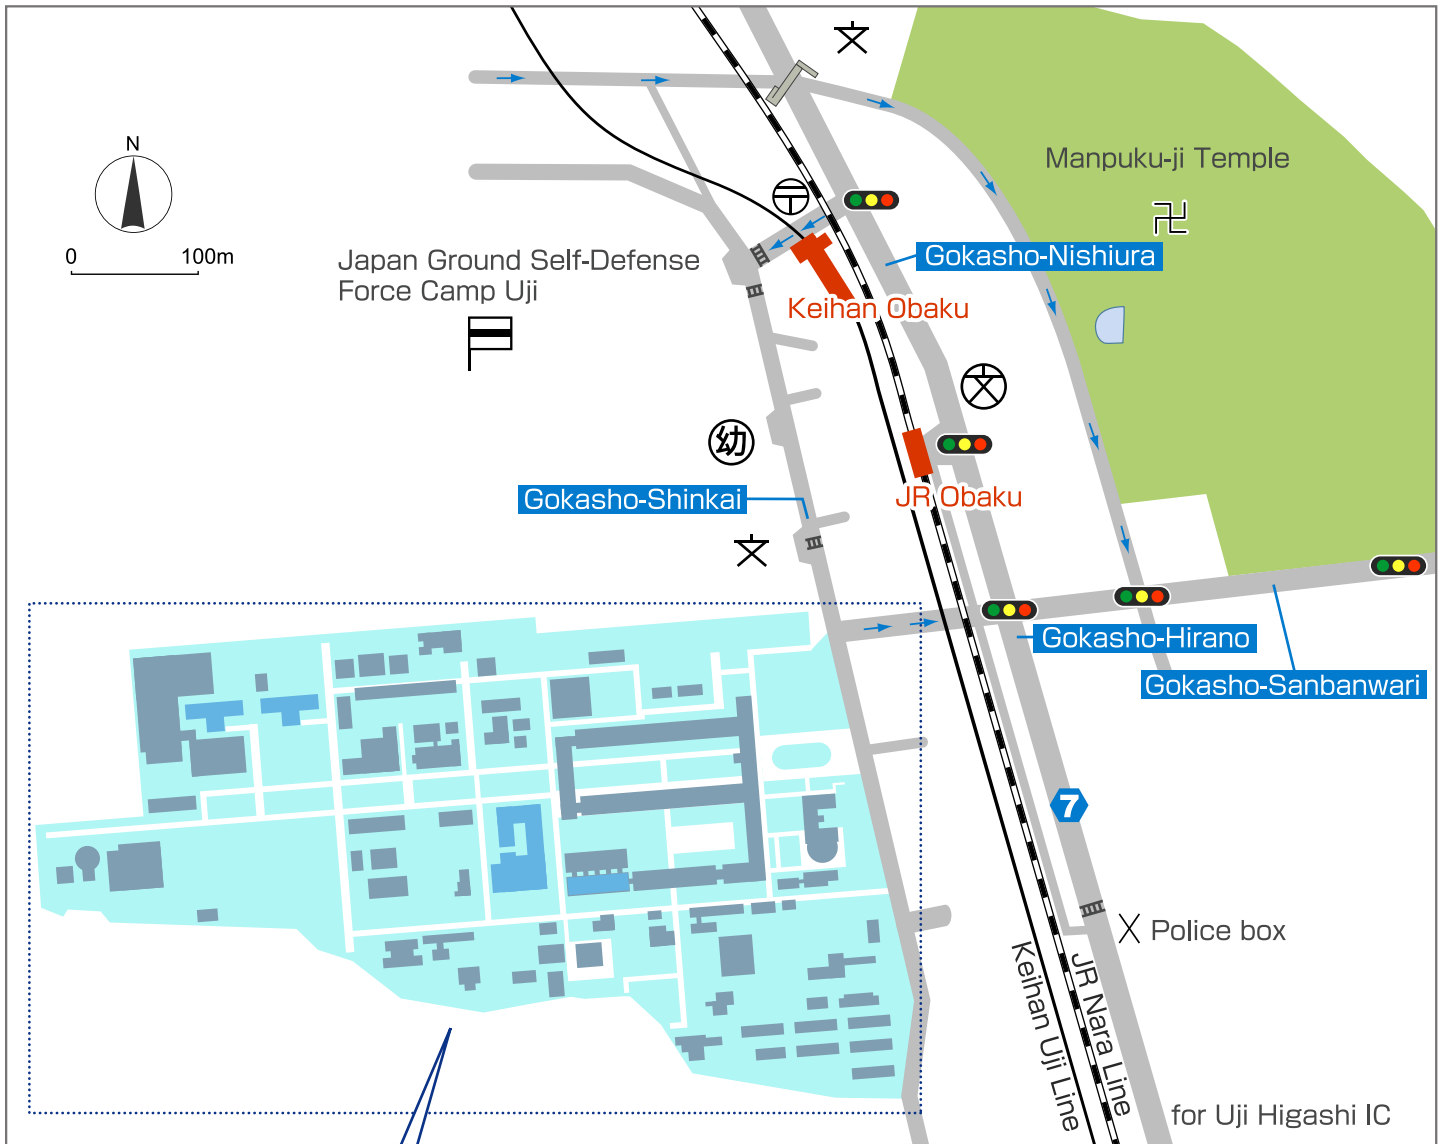 N
0 100m
Manpuku-ji Temple
Japan Ground Self-Defense
Force Camp Uji
Gokasho-Nishiura
Keihan Obaku
幼
JR Obaku
Gokasho-Shinkai
Gokasho-Hirano
Gokasho-Sanbanwari
7
Police box
Keihan Uji Line
JR Nara Line
for Uji Higashi IC